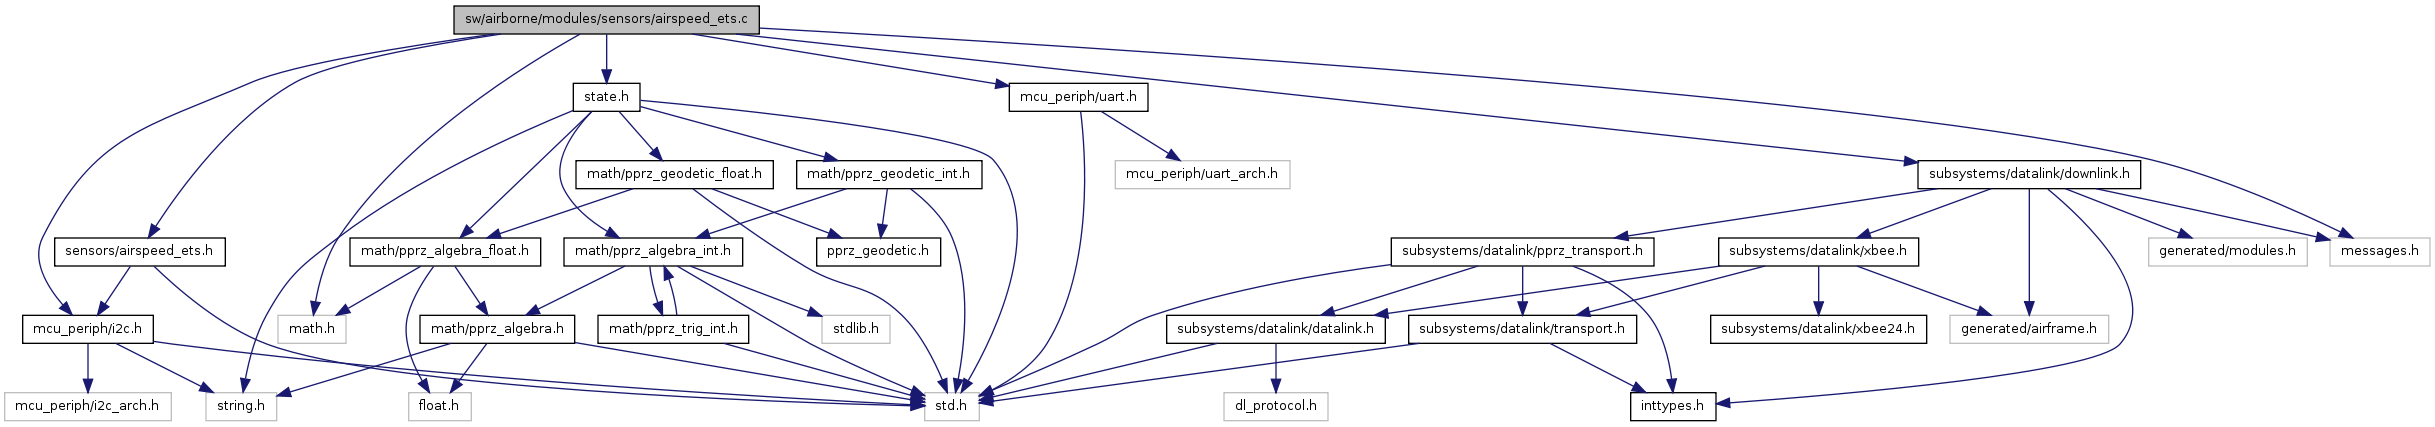 sw/airborne/modules/sensors/airspeed_ets.c
state.h
mcu_periph/uart.h
math/pprz_geodetic_float.h
math/pprz_geodetic_int.h
mcu_periph/uart_arch.h
subsystems/datalink/downlink.h
sensors/airspeed_ets.h
math/pprz_algebra_float.h
math/pprz_algebra_int.h
pprz_geodetic.h
subsystems/datalink/pprz_transport.h
subsystems/datalink/xbee.h
generated/modules.h
messages.h
mcu_periph/i2c.h
math.h
math/pprz_algebra.h
math/pprz_trig_int.h
stdlib.h
subsystems/datalink/datalink.h
subsystems/datalink/transport.h
subsystems/datalink/xbee24.h
generated/airframe.h
mcu_periph/i2c_arch.h
string.h
float.h
std.h
dl_protocol.h
inttypes.h